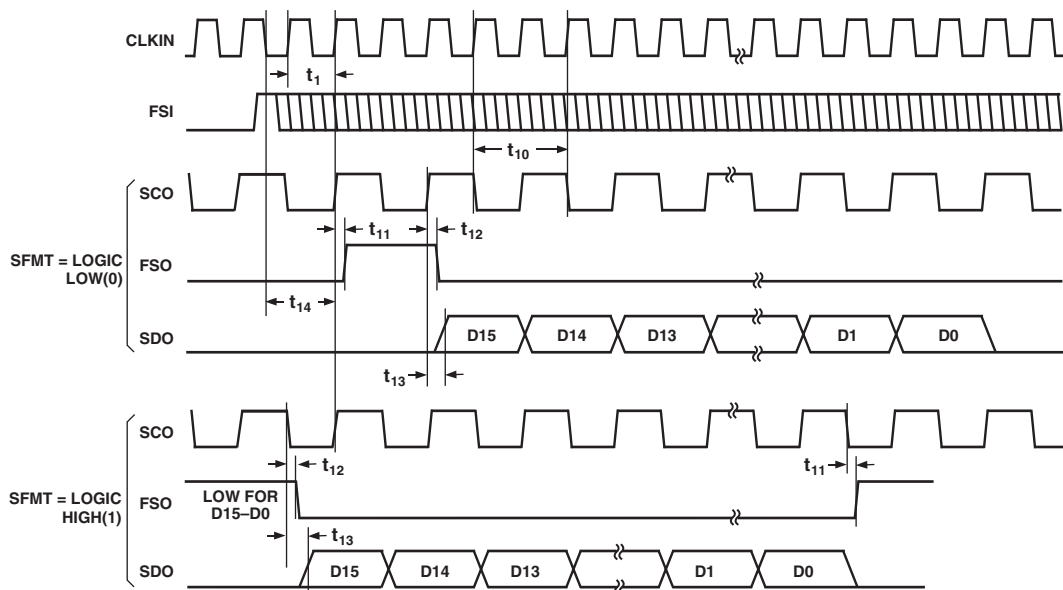 CLKIN
t1
FSI
t10
SCO
t11
t12
SFMT = LOGIC
LOW(0)
FSO
t14
SDO
D15
D14
D13
D1
D0
t13
SCO
t12
t11
SFMT = LOGIC
HIGH(1)
FSO
LOW FOR
D15–D0
t13
SDO
D15
D14
D13
D1
D0